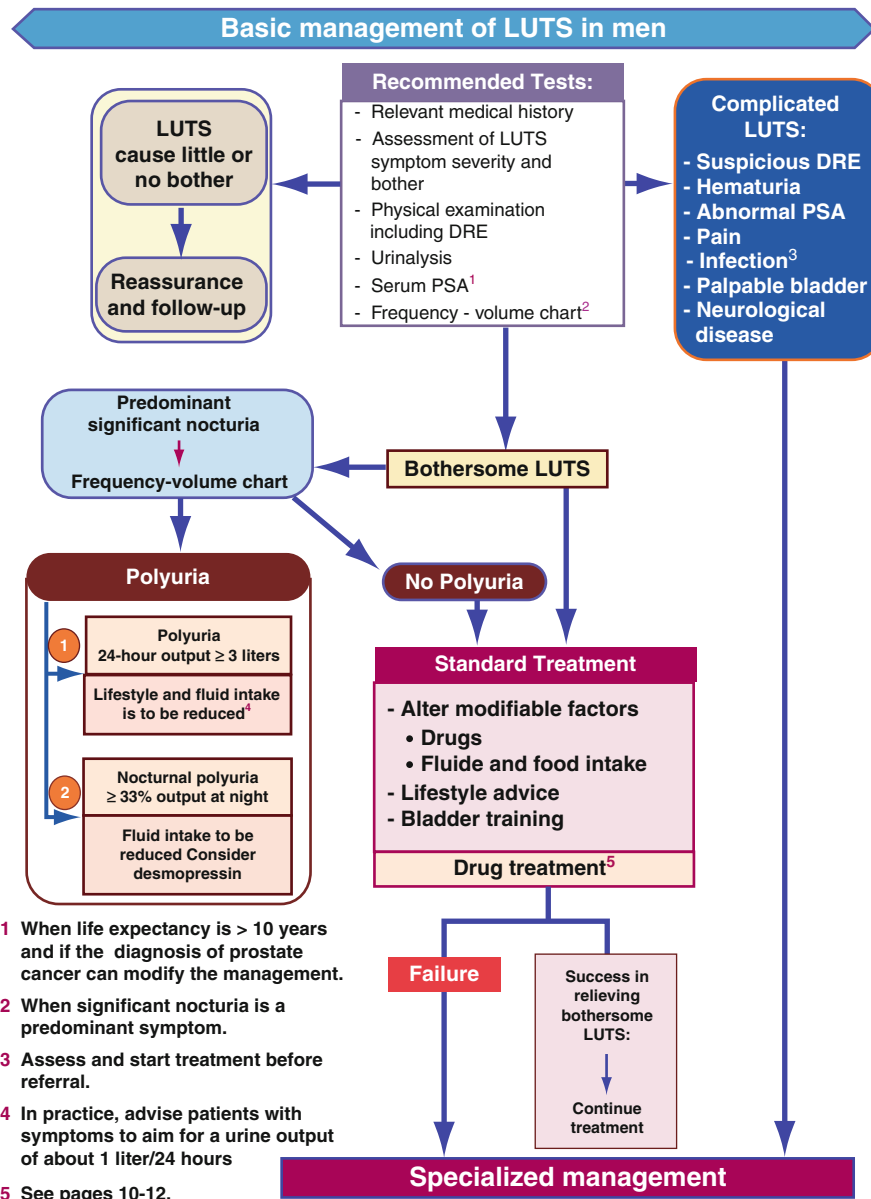 Basic management of LUTS in men
Recommended Tests:
- Relevant medical history
- Assessment of LUTS
symptom severity and
bother
- Physical examination
including DRE
- Urinalysis
- Serum PSA1
- Frequency - volume chart2
LUTS
cause little or
no bother
Reassurance
and follow-up
Complicated
LUTS:
- Suspicious DRE
- Hematuria
- Abnormal PSA
- Pain
- Infection3
- Palpable bladder
- Neurological
disease
Predominant
significant nocturia
Frequency-volume chart
Bothersome LUTS
Polyuria
1
Polyuria
24-hour output ≥ 3 liters
Lifestyle and fluid intake
is to be reduced4
2
Nocturnal polyuria
≥ 33% output at night
Fluid intake to be
reduced Consider
desmopressin
No Polyuria
Standard Treatment
- Alter modifiable factors
• Drugs
• Fluide and food intake
- Lifestyle advice
- Bladder training
Drug treatment5
Failure
Success in
relieving
bothersome
LUTS:
Continue
treatment
Specialized management
1 When life expectancy is > 10 years
and if the diagnosis of prostate
cancer can modify the management.
2 When significant nocturia is a
predominant symptom.
3 Assess and start treatment before
referral.
4 In practice, advise patients with
symptoms to aim for a urine output
of about 1 liter/24 hours
5 See pages 10-12.